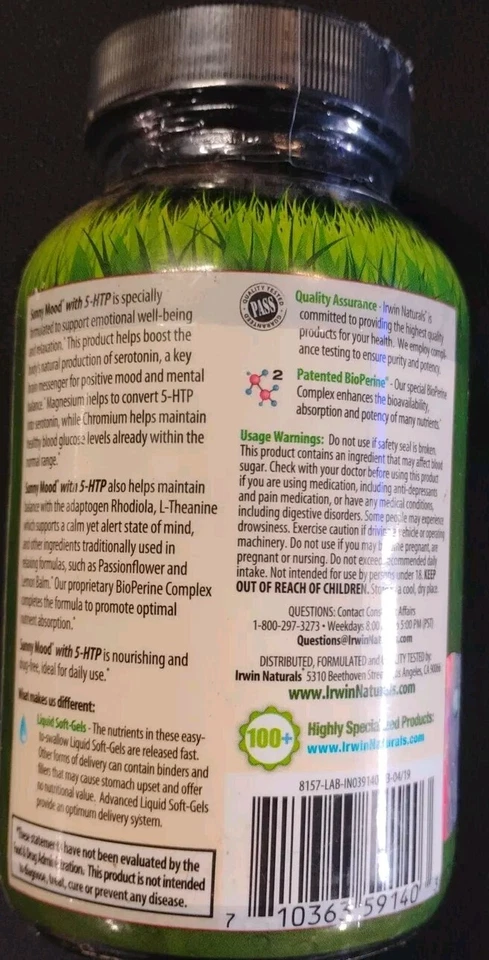 Sunny Mood® with 5-HTP is specially
formulated to support emotional well-being
and relaxation.* This product helps boost the
body's natural production of serotonin, a key
brain messenger for positive mood and mental
balance.* Magnesium helps to convert 5-HTP
into serotonin, while Chromium helps maintain
healthy blood glucose levels already within the
normal range.*
Sunny Mood® with 5-HTP also helps maintain
balance with the adaptogen Rhodiola, L-Theanine
which supports a calm yet alert state of mind,
and other ingredients traditionally used in
relaxing formulas, such as Passionflower and
Lemon Balm.* Our proprietary BioPerine Complex
completes the formula to promote optimal
nutrient absorption.*
Sunny Mood® with 5-HTP is nourishing and
drug-free, ideal for daily use.*
What makes us different:
Liquid Soft-Gels - The nutrients in these easy-
to-swallow Liquid Soft-Gels are released fast.
Other forms of delivery can contain binders and
fillers that may cause stomach upset and offer
no nutritional value. Advanced Liquid Soft-Gels
provide an optimum delivery system.
*These statements have not been evaluated by the
Food & Drug Administration. This product is not intended
to diagnose, treat, cure or prevent any disease.
QUALITY TESTED
PASS
GUARANTEED
Quality Assurance - Irwin Naturals® is
committed to providing the highest quality
products for your health. We employ compli-
ance testing to ensure purity and potency.
2
Patented BioPerine® - Our special BioPerine
Complex enhances the bioavailability,
absorption and potency of many nutrients.*
Usage Warnings: Do not use if safety seal is broken.
This product contains an ingredient that may affect blood
sugar. Check with your doctor before using this product
if you are using medication, including anti-depressants
and pain medication, or have any medical conditions,
including digestive disorders. Some people may experience
drowsiness. Exercise caution if driving a vehicle or operating
machinery. Do not use if you may be, who pregnant, are
pregnant or nursing. Do not exceed recommended daily
intake. Not intended for use by persons under 18. KEEP
OUT OF REACH OF CHILDREN. Store in a cool, dry place.
QUESTIONS: Contact Consumer Affairs
1-800-297-3273 • Weekdays 8:00 5:00 PM (PST)
Questions@IrwinNaturals.com
DISTRIBUTED, FORMULATED and QUALITY TESTED by:
Irwin Naturals® 5310 Beethoven Street, Los Angeles, CA 90066
www.IrwinNaturals.com
100+
Highly Specialized Products:
www.IrwinNaturals.com
8157-LAB-IN039140 04/19
7 10363 59140